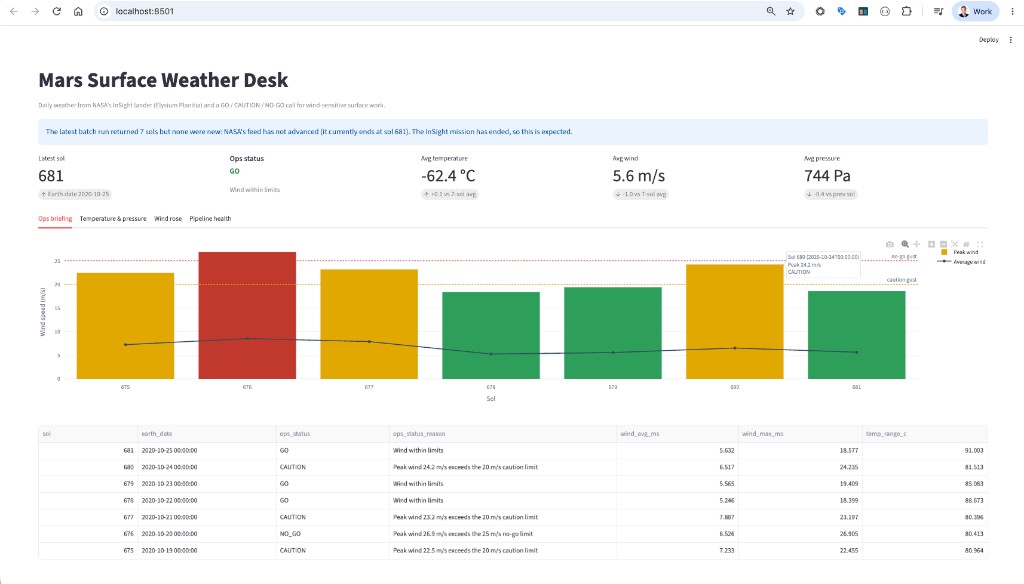 localhost:8501
Work
Deploy
Mars Surface Weather Desk
Daily weather from NASA's InSight lander (Elysium Planitia) and a GO / CAUTION / NO-GO call for wind-sensitive surface work.
The latest batch run returned 7 sols but none were new: NASA's feed has not advanced (it currently ends at sol 681). The InSight mission has ended, so this is expected.
Latest sol
681
↑ Earth date 2020-10-25
Ops status
GO
Wind within limits
Avg temperature
-62.4 °C
↑ +0.1 vs 7-sol avg
Avg wind
5.6 m/s
↓ -1.0 vs 7-sol avg
Avg pressure
744 Pa
↓ -0.4 vs prev sol
Ops briefing Temperature & pressure Wind rose Pipeline health
Peak wind
Average wind
no-go gust
caution gust
Sol 680 (2020-10-24T00:00:00)
Peak 24.2 m/s
CAUTION
Wind speed (m/s)
25
20
15
10
5
0
675 676 677 678 679 680 681
Sol
sol earth_date ops_status ops_status_reason wind_avg_ms wind_max_ms temp_range_c
681 2020-10-25 00:00:00 GO Wind within limits 5.632 18.577 91.003
680 2020-10-24 00:00:00 CAUTION Peak wind 24.2 m/s exceeds the 20 m/s caution limit 6.517 24.235 81.513
679 2020-10-23 00:00:00 GO Wind within limits 5.565 19.409 85.083
678 2020-10-22 00:00:00 GO Wind within limits 5.246 18.399 88.673
677 2020-10-21 00:00:00 CAUTION Peak wind 23.2 m/s exceeds the 20 m/s caution limit 7.887 23.197 80.396
676 2020-10-20 00:00:00 NO_GO Peak wind 26.9 m/s exceeds the 25 m/s no-go limit 8.526 26.905 80.413
675 2020-10-19 00:00:00 CAUTION Peak wind 22.5 m/s exceeds the 20 m/s caution limit 7.233 22.455 80.964